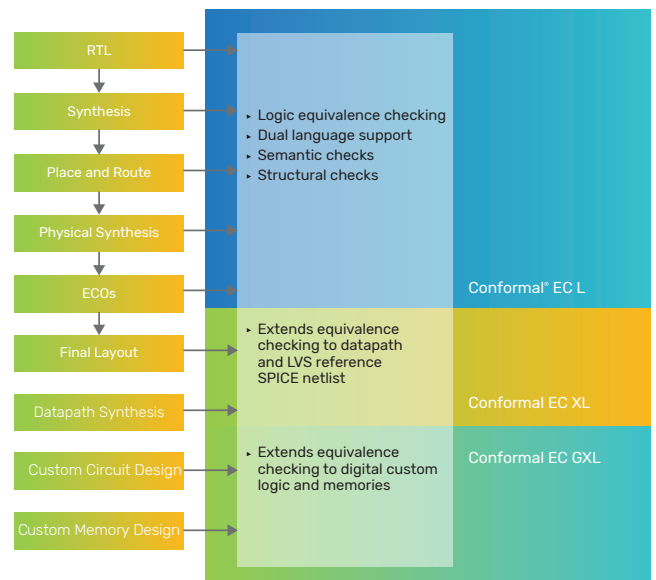 RTL
Synthesis
Place and Route
Physical Synthesis
ECOs
Final Layout
Datapath Synthesis
Custom Circuit Design
Custom Memory Design
▸ Logic equivalence checking
▸ Dual language support
▸ Semantic checks
▸ Structural checks
Conformal® EC L
▸ Extends equivalence
checking to datapath
and LVS reference
SPICE netlist
Conformal EC XL
▸ Extends equivalence
checking to digital custom
logic and memories
Conformal EC GXL